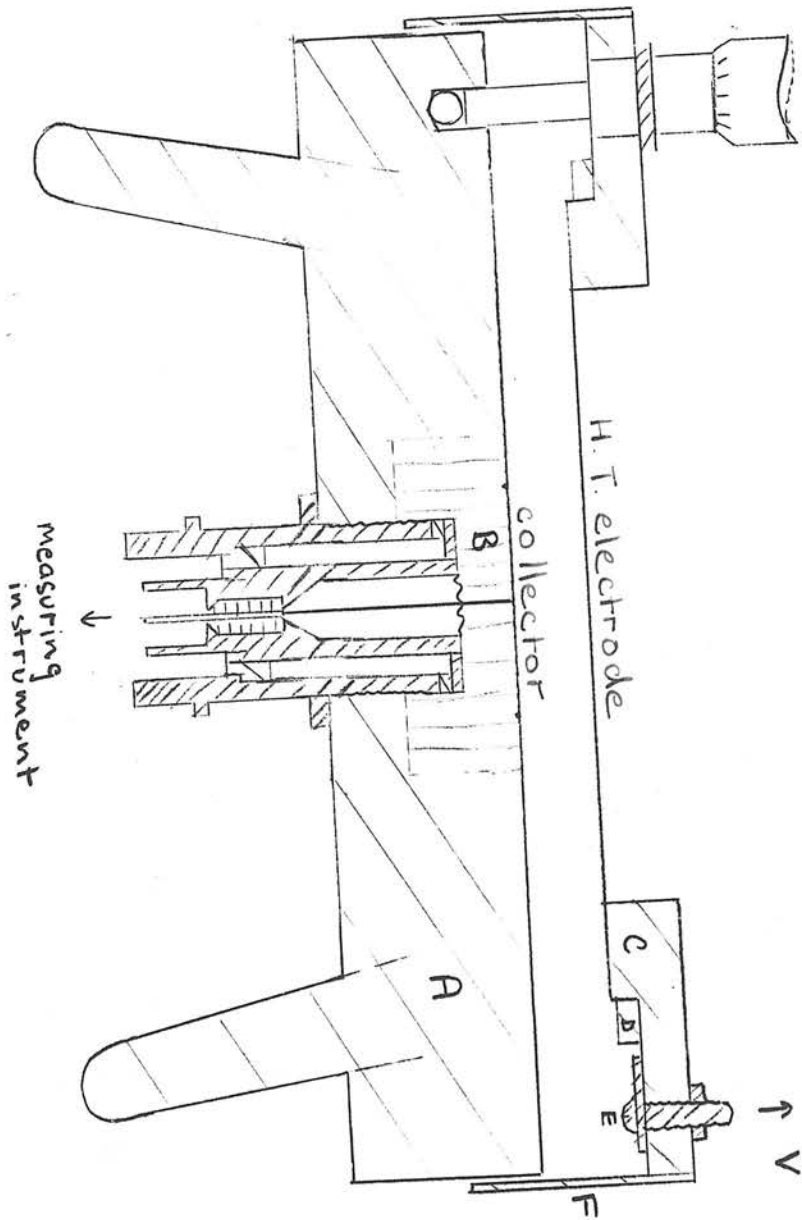 V
H. T. electrode
collector
B
C
D
E
F
A
measuring
instrument